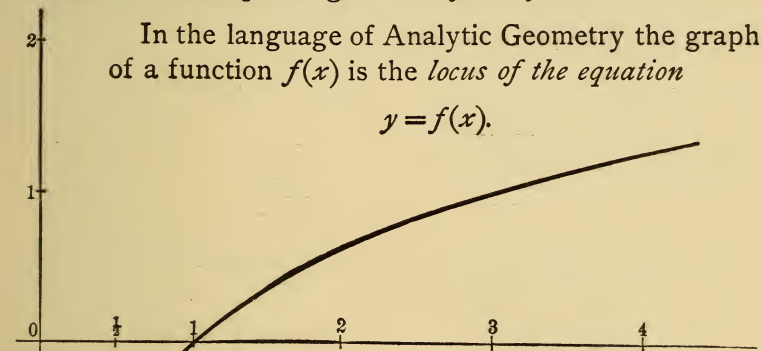 2
In the language of Analytic Geometry the graph
of a function f(x) is the locus of the equation
y=f(x).
1
0 ½ 1 2 3 4